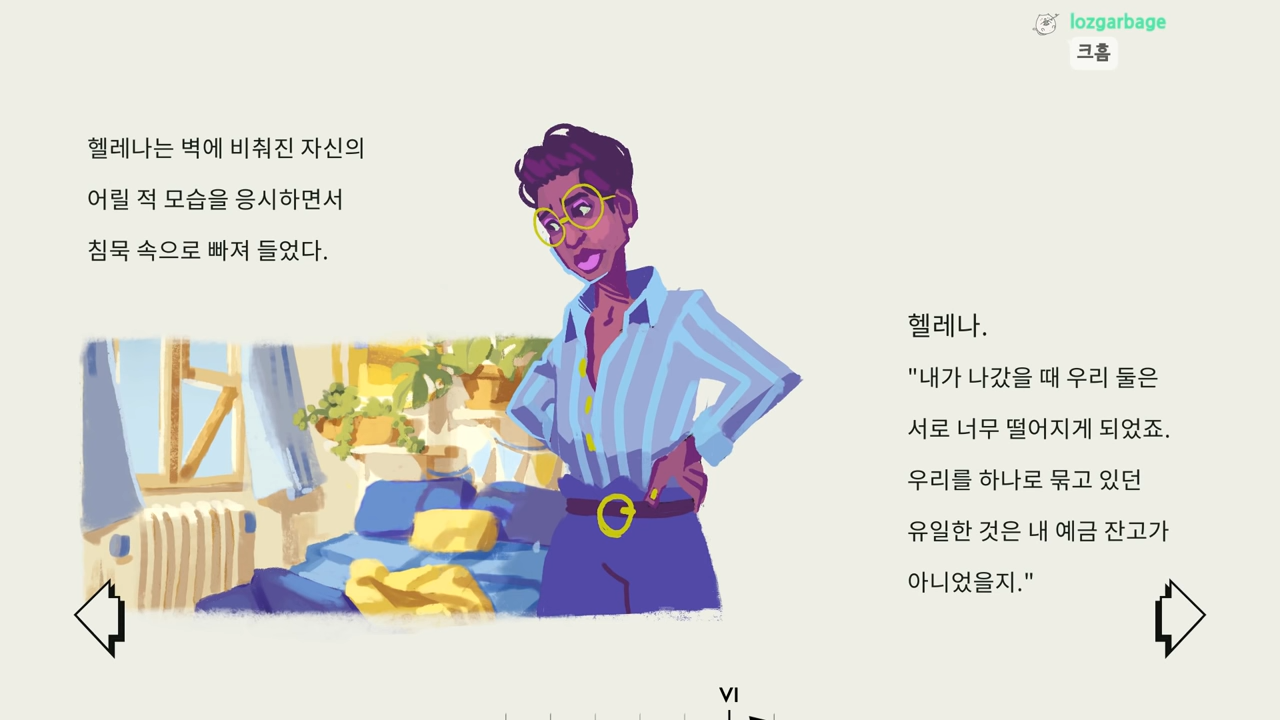 lozgarbage
크흠
헬레나는 벽에 비춰진 자신의
어릴 적 모습을 응시하면서
침묵 속으로 빠져 들었다.
헬레나.
"내가 나갔을 때 우리 둘은
서로 너무 떨어지게 되었죠.
우리를 하나로 묶고 있던
유일한 것은 내 예금 잔고가
아니었을지."
VI